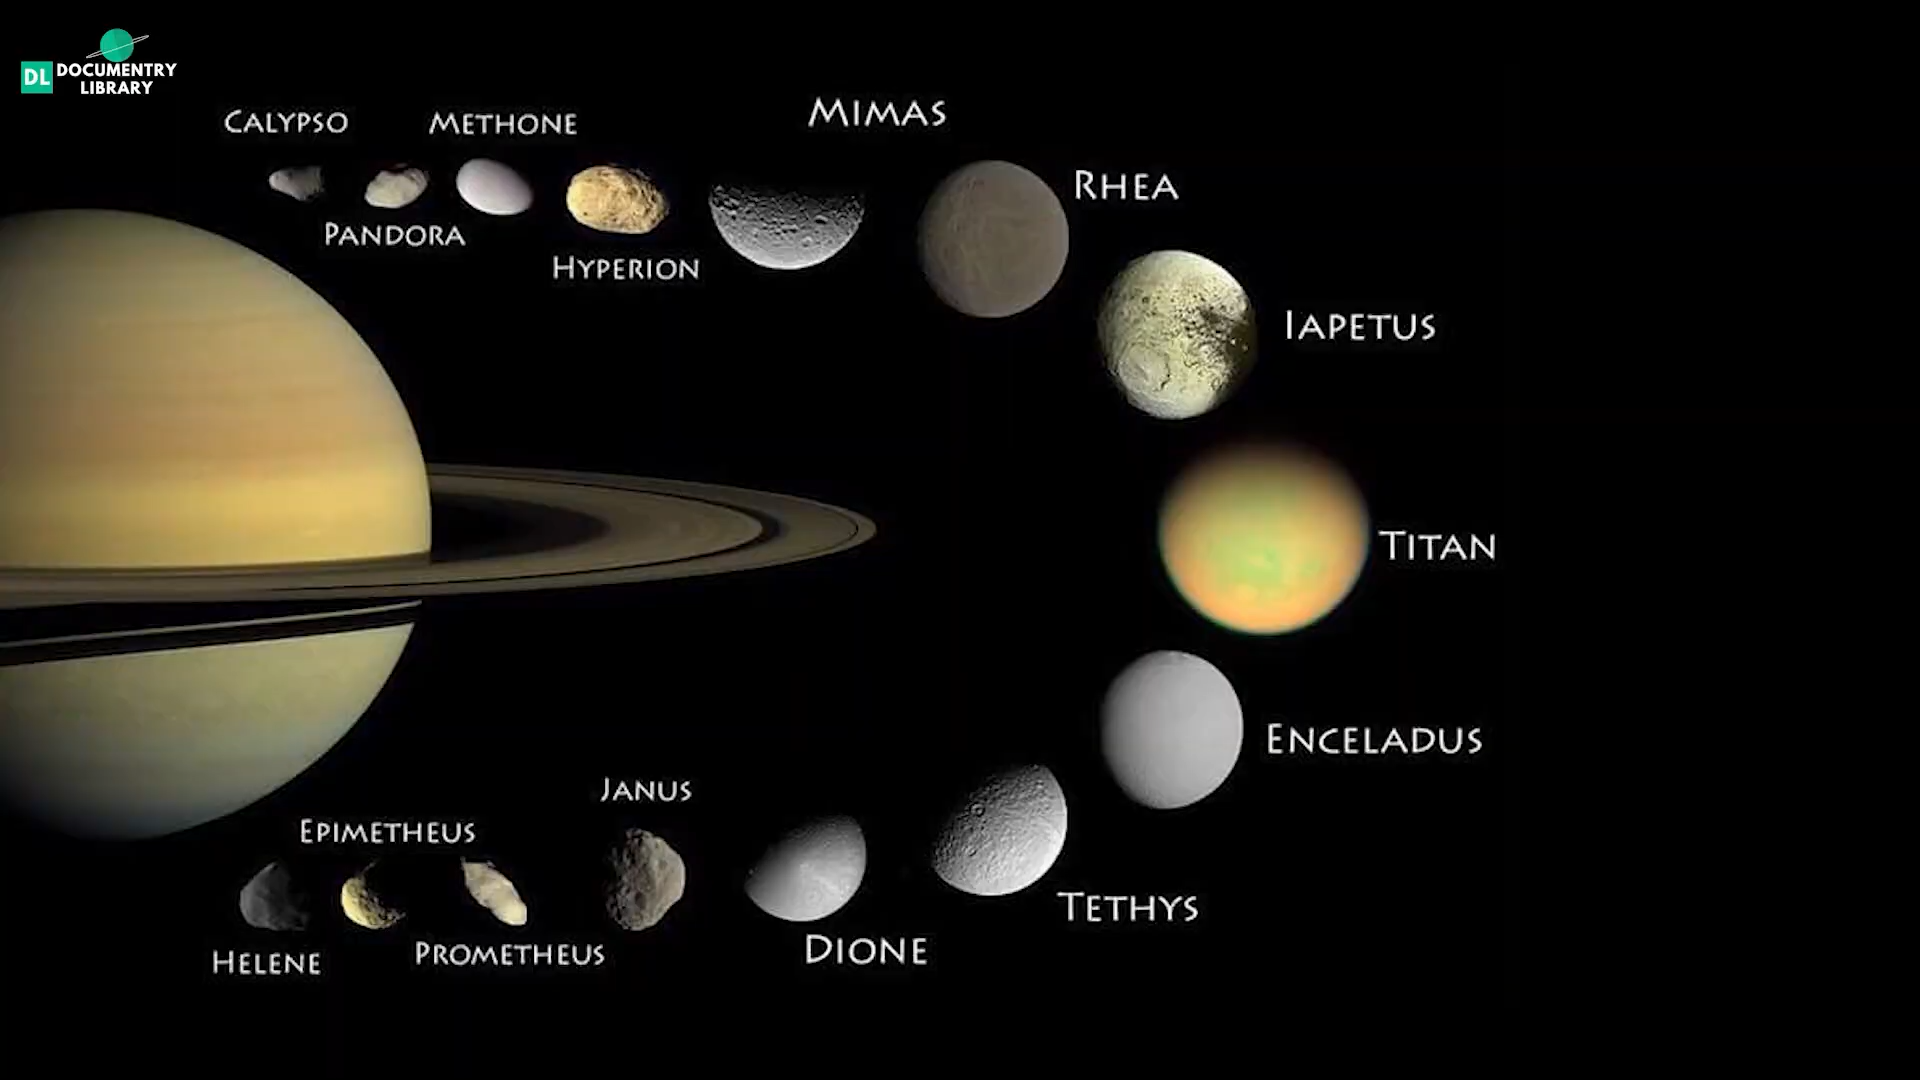 DL DOCUMENTRY
LIBRARY
CALYPSO
METHONE
MIMAS
RHEA
PANDORA
HYPERION
IAPETUS
TITAN
ENCELADUS
JANUS
EPIMETHEUS
TETHYS
DIONE
PROMETHEUS
HELENE